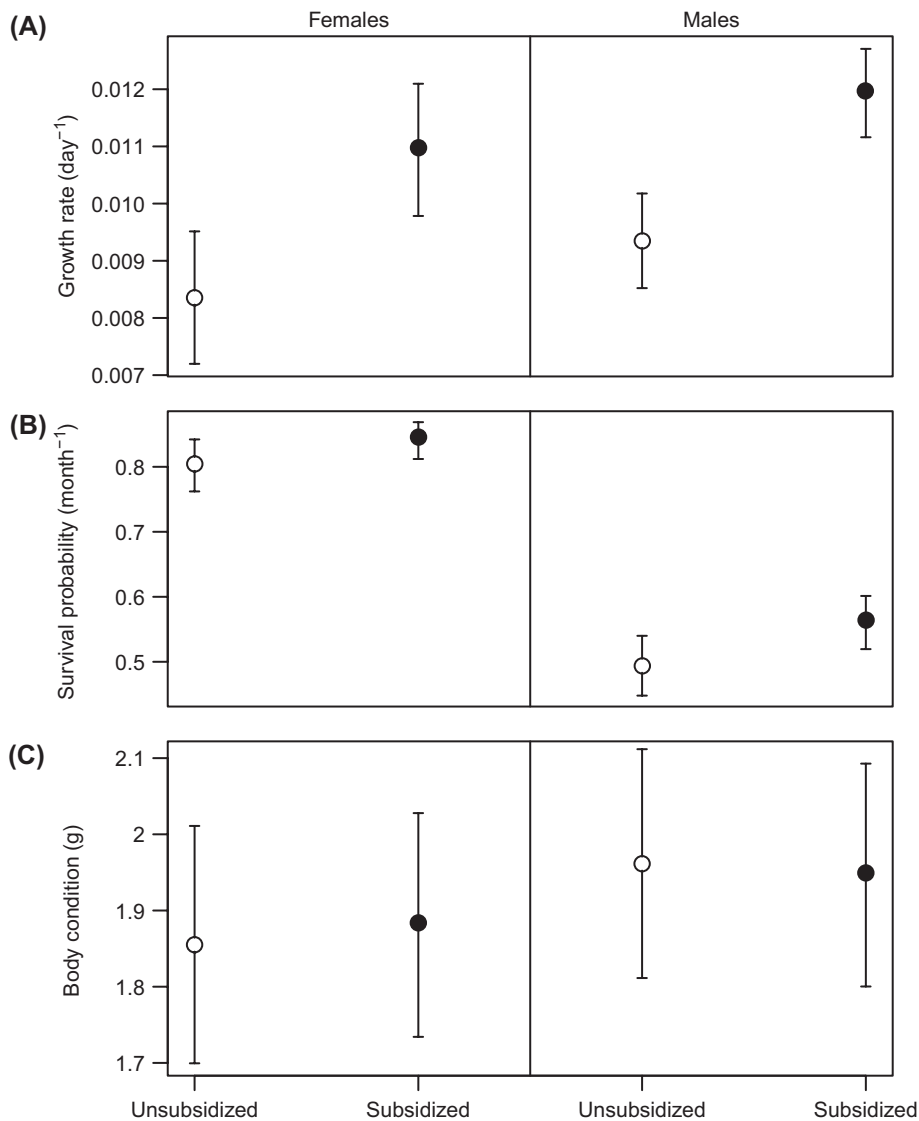 Females Males
(A)
Growth rate (day⁻¹)
0.012
0.011
0.010
0.009
0.008
0.007
(B)
Survival probability (month⁻¹)
0.8
0.7
0.6
0.5
(C)
Body condition (g)
2.1
2
1.9
1.8
1.7
Unsubsidized Subsidized Unsubsidized Subsidized